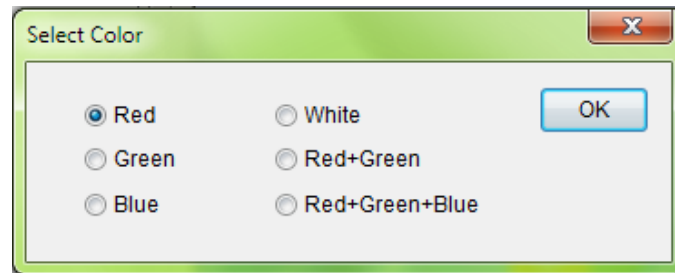 Select Color
Red
White
OK
Green
Red+Green
Blue
Red+Green+Blue